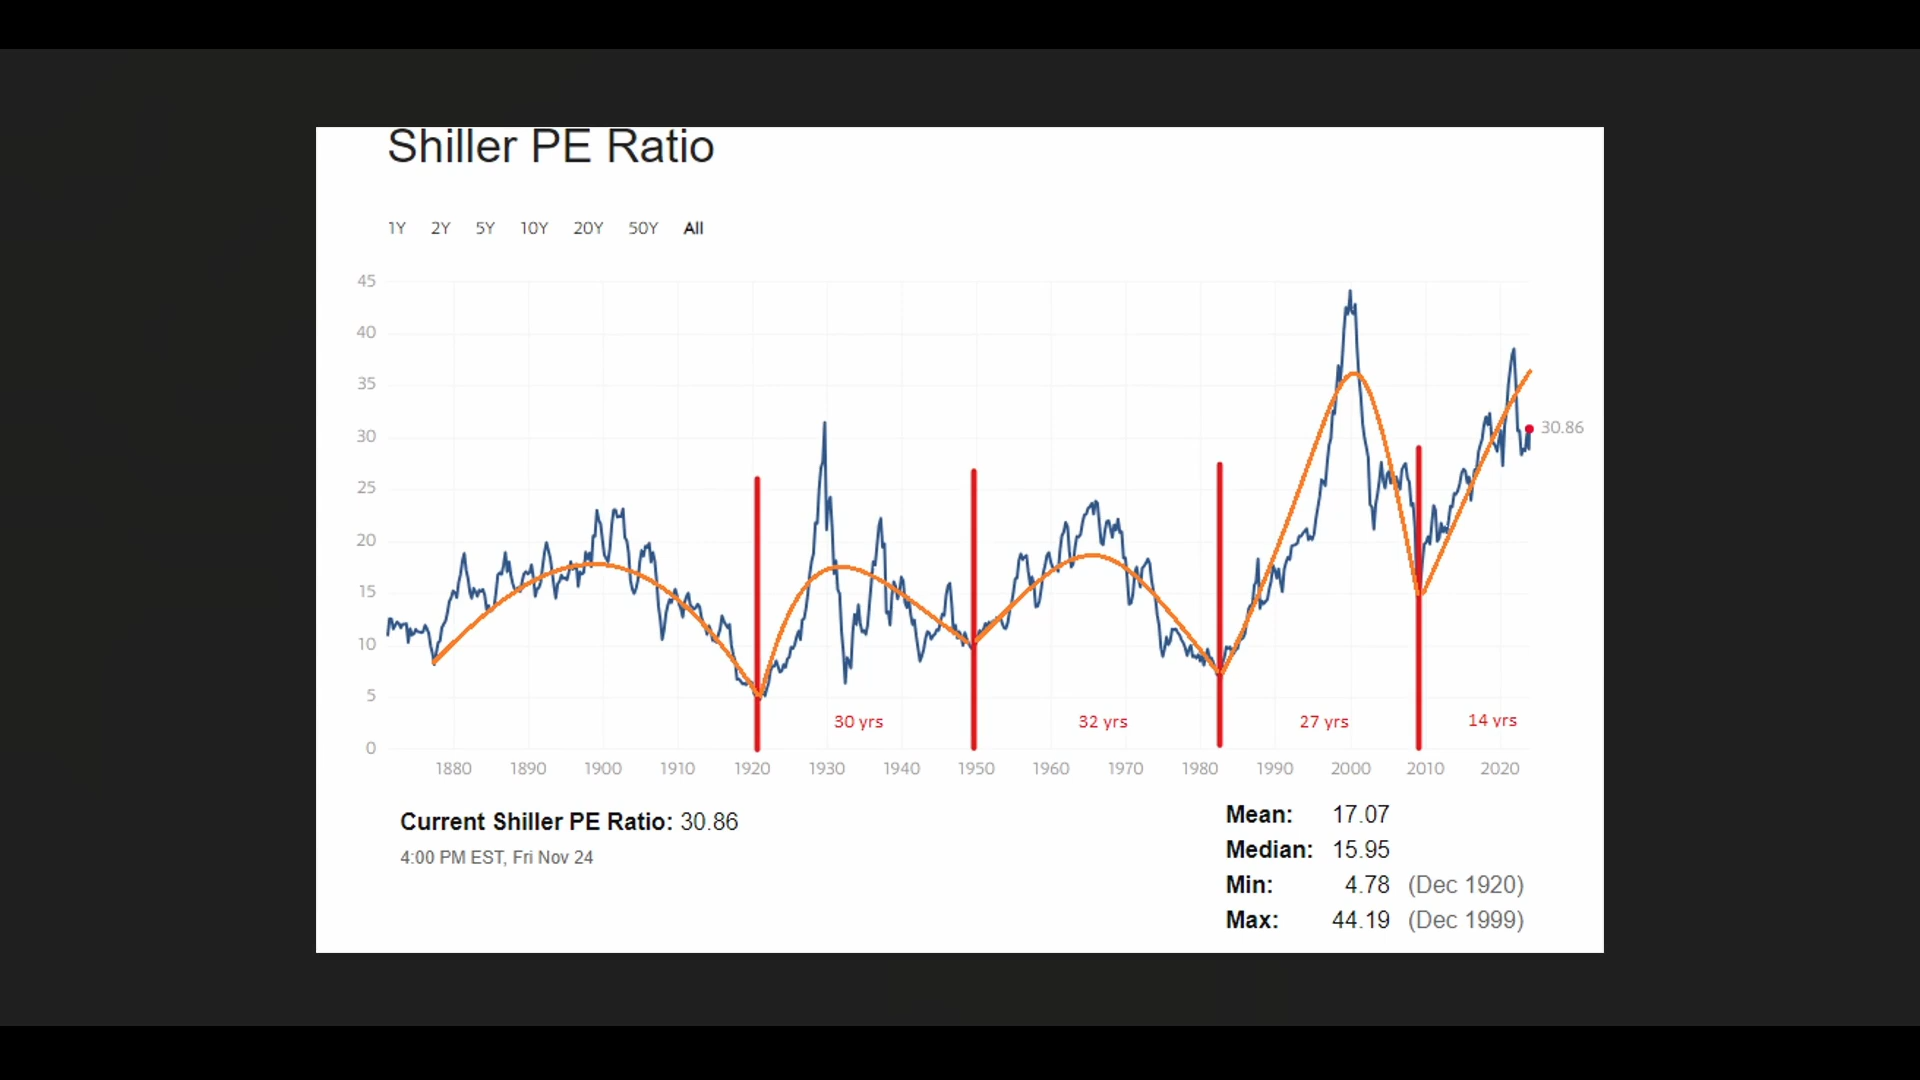 Shiller PE Ratio
1Y 2Y 5Y 10Y 20Y 50Y All
45
40
35
30
25
20
15
10
5
0
30.86
30 yrs 32 yrs 27 yrs 14 yrs
1880 1890 1900 1910 1920 1930 1940 1950 1960 1970 1980 1990 2000 2010 2020
Current Shiller PE Ratio: 30.86
4:00 PM EST, Fri Nov 24
Mean: 17.07
Median: 15.95
Min: 4.78 (Dec 1920)
Max: 44.19 (Dec 1999)